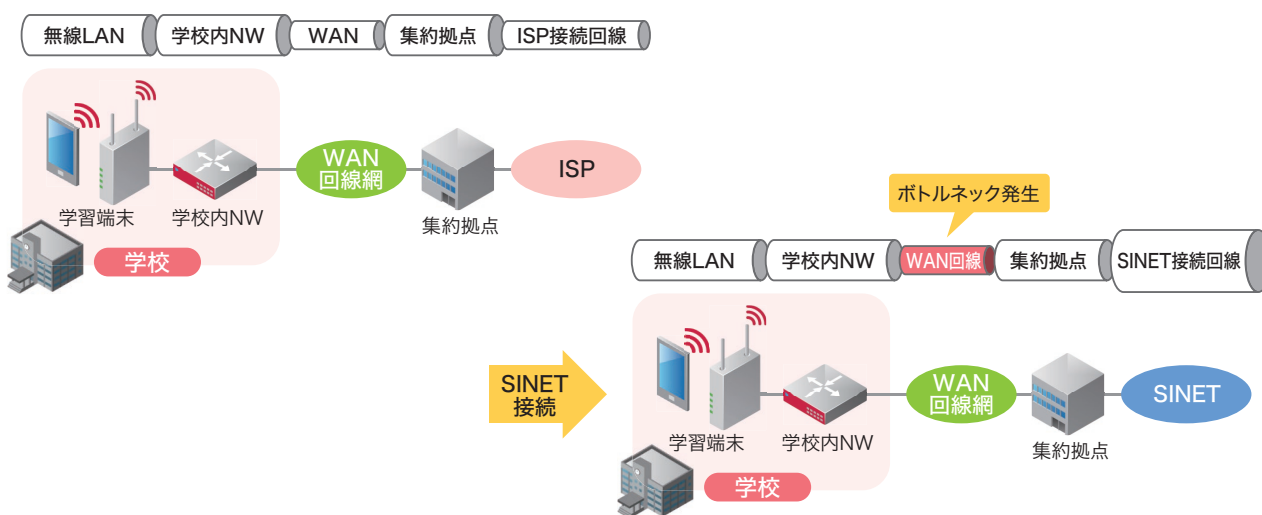 無線LAN
学校内NW
WAN
集約拠点
ISP接続回線
WAN
回線網
ISP
学習端末
学校内NW
集約拠点
学校
ボトルネック発生
無線LAN
学校内NW
WAN回線
集約拠点
SINET接続回線
SINET
接続
WAN
回線網
SINET
学習端末
学校内NW
集約拠点
学校